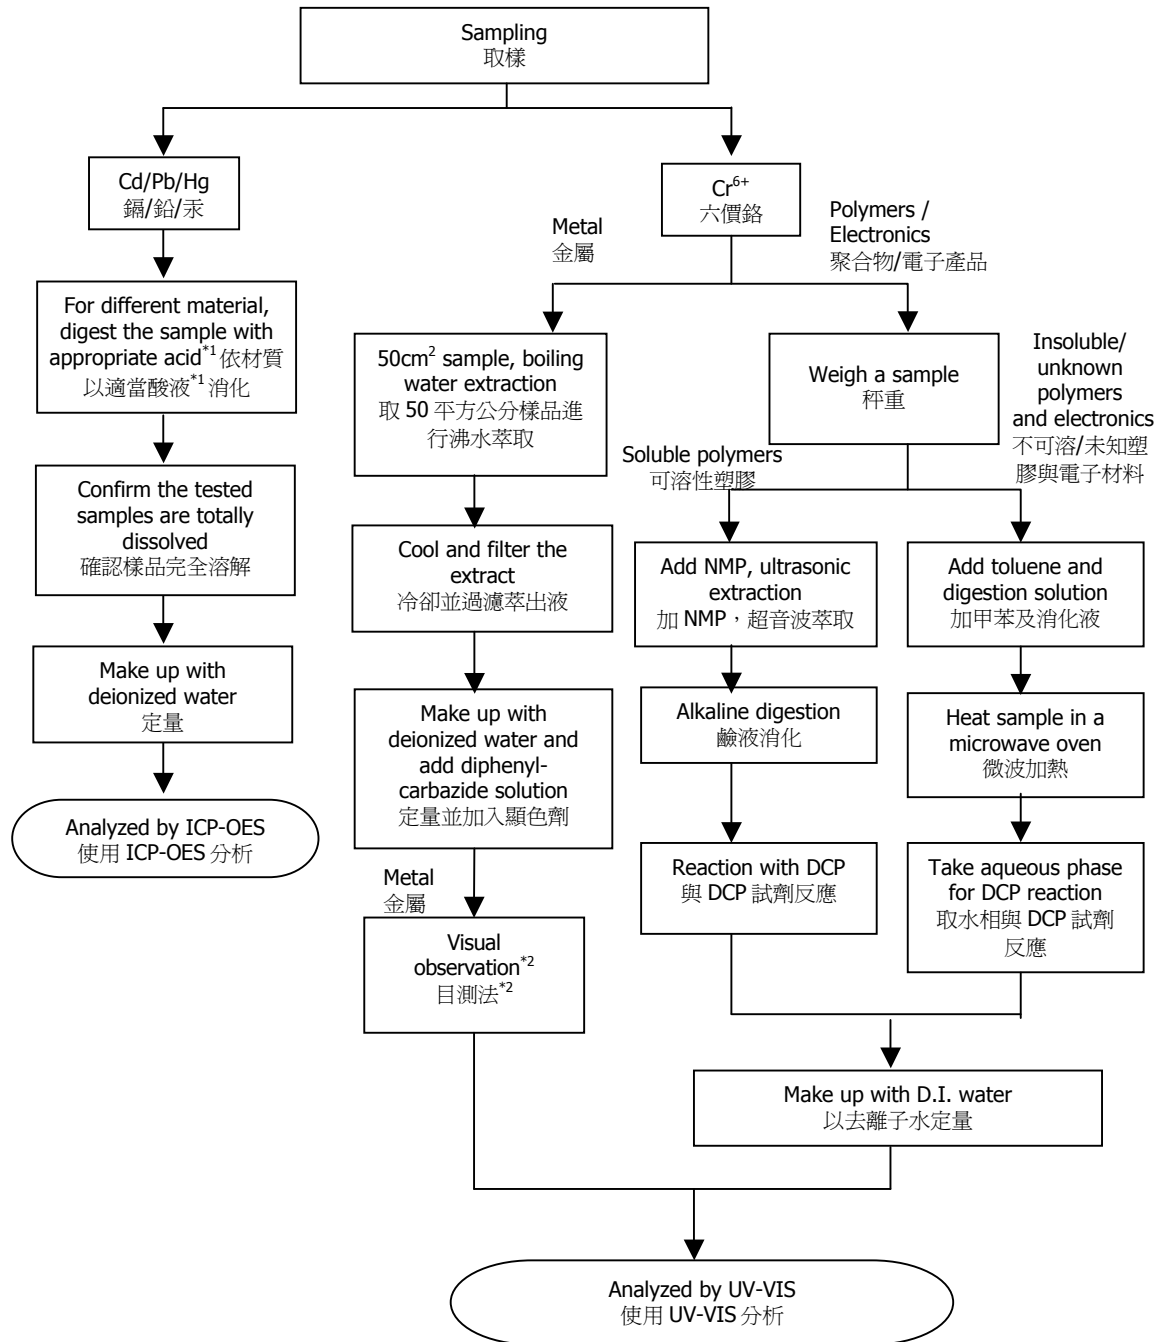 Sampling
取樣
Cd/Pb/Hg
鎘/鉛/汞
For different material,
digest the sample with
appropriate acid*1 依材質
以適當酸液*1 消化
Confirm the tested
samples are totally
dissolved
確認樣品完全溶解
Make up with
deionized water
定量
Analyzed by ICP-OES
使用 ICP-OES 分析
Cr6+
六價鉻
Metal
金屬
Polymers /
Electronics
聚合物/電子產品
50cm2 sample, boiling
water extraction
取 50 平方公分樣品進
行沸水萃取
Cool and filter the
extract
冷卻並過濾萃出液
Make up with
deionized water and
add diphenyl-
carbazide solution
定量並加入顯色劑
Metal
金屬
Visual
observation*2
目測法*2
Weigh a sample
秤重
Soluble polymers
可溶性塑膠
Insoluble/
unknown
polymers
and electronics
不可溶/未知塑
膠與電子材料
Add NMP, ultrasonic
extraction
加 NMP，超音波萃取
Alkaline digestion
鹼液消化
Reaction with DCP
與 DCP 試劑反應
Add toluene and
digestion solution
加甲苯及消化液
Heat sample in a
microwave oven
微波加熱
Take aqueous phase
for DCP reaction
取水相與 DCP 試劑
反應
Make up with D.I. water
以去離子水定量
Analyzed by UV-VIS
使用 UV-VIS 分析